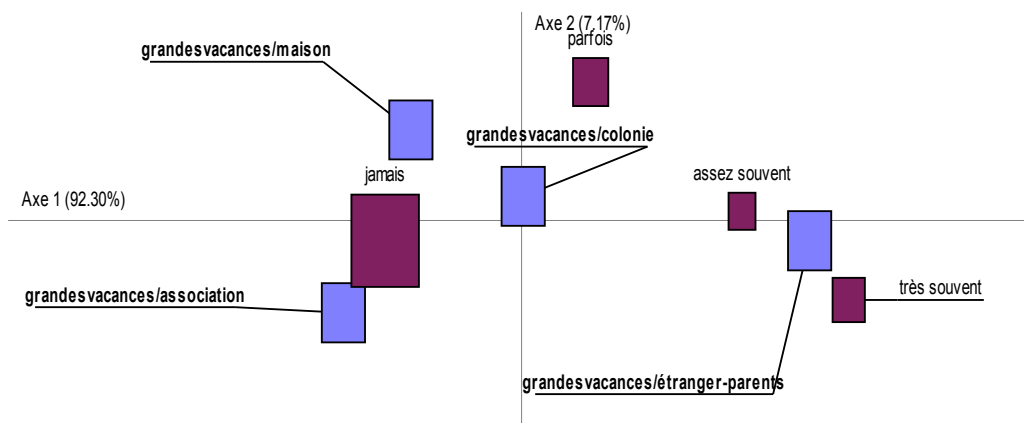 Axe 2 (7.17%)
parfois
grandesvacances/maison
grandesvacances/colonie
jamais
assez souvent
Axe 1 (92.30%)
très souvent
grandesvacances/association
grandesvacances/étranger-parents